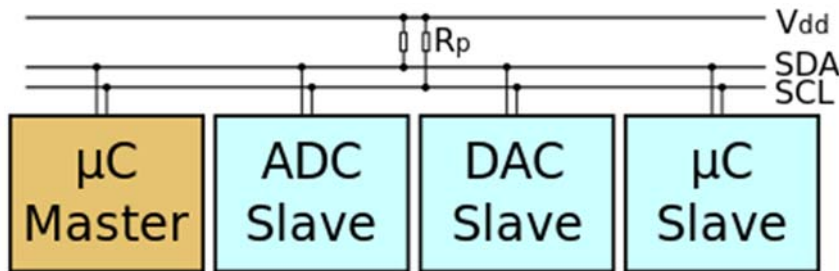 Vdd
Rp
SDA
SCL
µC
Master
ADC
Slave
DAC
Slave
µC
Slave